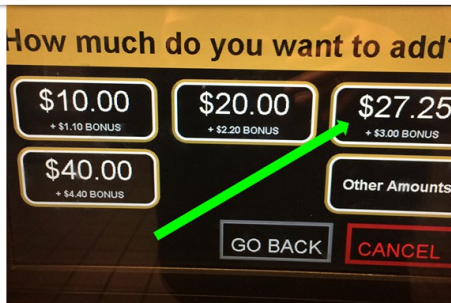 How much do you want to add?
$10.00
+ $1.10 BONUS
$20.00
+ $2.20 BONUS
$27.25
+ $3.00 BONUS
$40.00
+ $4.40 BONUS
Other Amounts
GO BACK
CANCEL